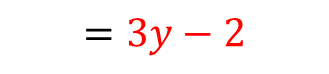 = 3y − 2